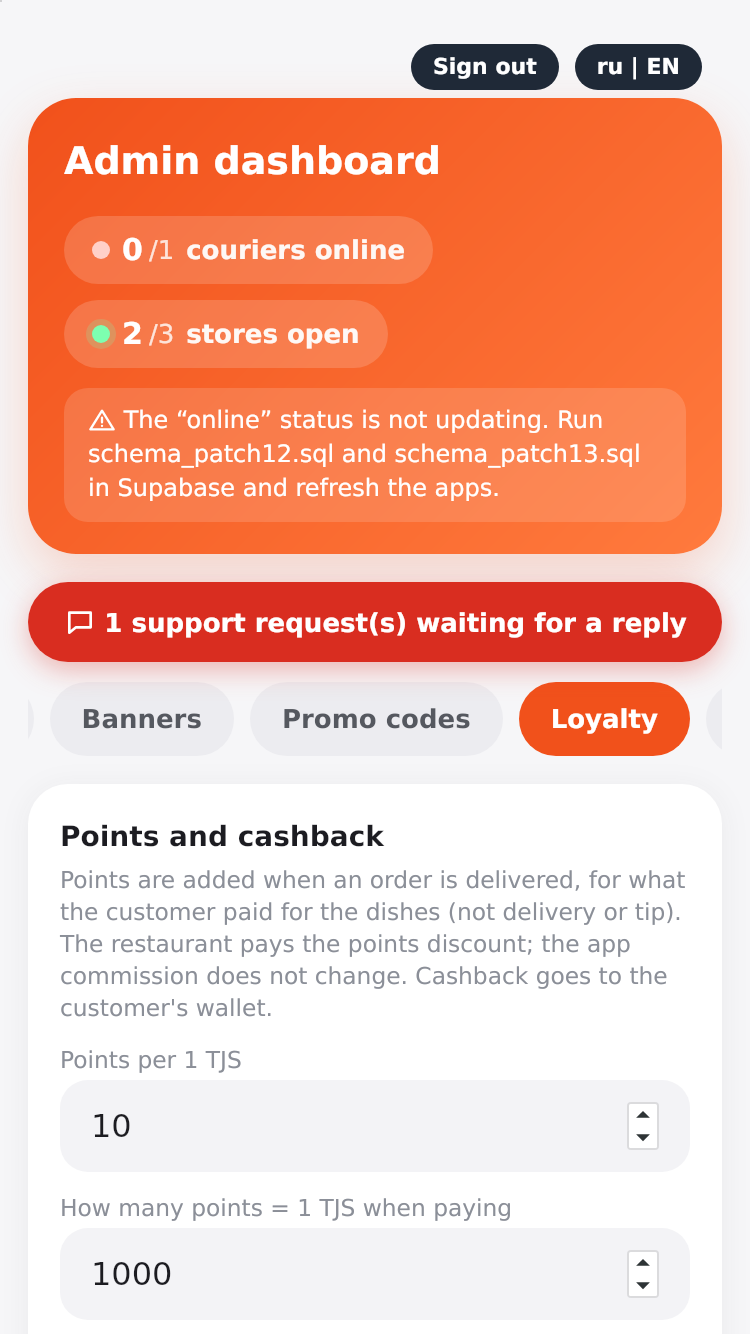 Sign out
ru | EN
Admin dashboard
0 /1 couriers online
2 /3 stores open
⚠ The “online” status is not updating. Run
schema_patch12.sql and schema_patch13.sql
in Supabase and refresh the apps.
1 support request(s) waiting for a reply
Banners
Promo codes
Loyalty
Points and cashback
Points are added when an order is delivered, for what
the customer paid for the dishes (not delivery or tip).
The restaurant pays the points discount; the app
commission does not change. Cashback goes to the
customer's wallet.
Points per 1 TJS
10
How many points = 1 TJS when paying
1000